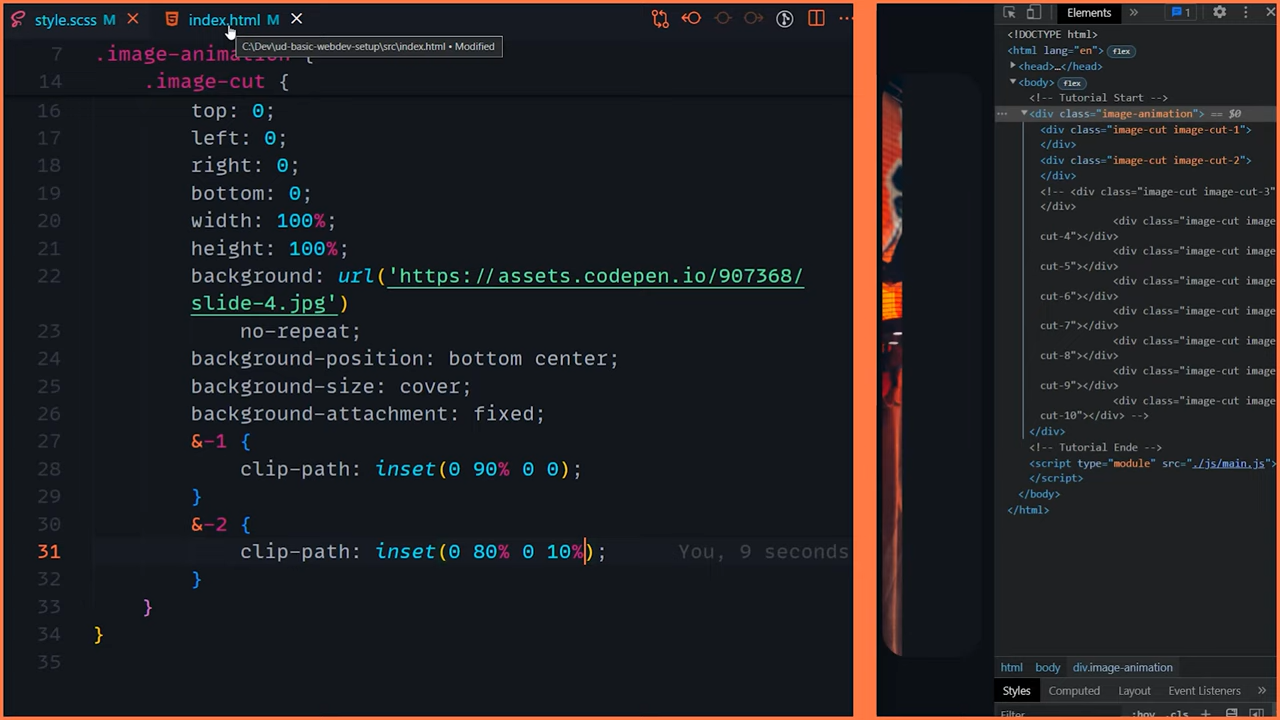 style.scss M
index.html M
C:\Dev\ud-basic-webdev-setup\src\index.html • Modified
7 .image-animation {
14 .image-cut {
16 top: 0;
17 left: 0;
18 right: 0;
19 bottom: 0;
20 width: 100%;
21 height: 100%;
22 background: url('https://assets.codepen.io/907368/
slide-4.jpg')
23 no-repeat;
24 background-position: bottom center;
25 background-size: cover;
26 background-attachment: fixed;
27 &-1 {
28 clip-path: inset(0 90% 0 0);
29 }
30 &-2 {
31 clip-path: inset(0 80% 0 10%); You, 9 seconds
32 }
33 }
34 }
35
Elements » 1
<!DOCTYPE html>
<html lang="en"> flex
<head>…</head>
<body> flex
<!-- Tutorial Start -->
<div class="image-animation"> == $0
<div class="image-cut image-cut-1">
</div>
<div class="image-cut image-cut-2">
</div>
<!-- <div class="image-cut image-cut-3"
></div>
<div class="image-cut image-
cut-4"></div>
<div class="image-cut image-
cut-5"></div>
<div class="image-cut image-
cut-6"></div>
<div class="image-cut image-
cut-7"></div>
<div class="image-cut image-
cut-8"></div>
<div class="image-cut image-
cut-9"></div>
<div class="image-cut image-
cut-10"></div> -->
</div>
<!-- Tutorial Ende -->
<script type="module" src="./js/main.js">
</script>
</body>
</html>
html body div.image-animation
Styles Computed Layout Event Listeners »
Filter :hov .cls +